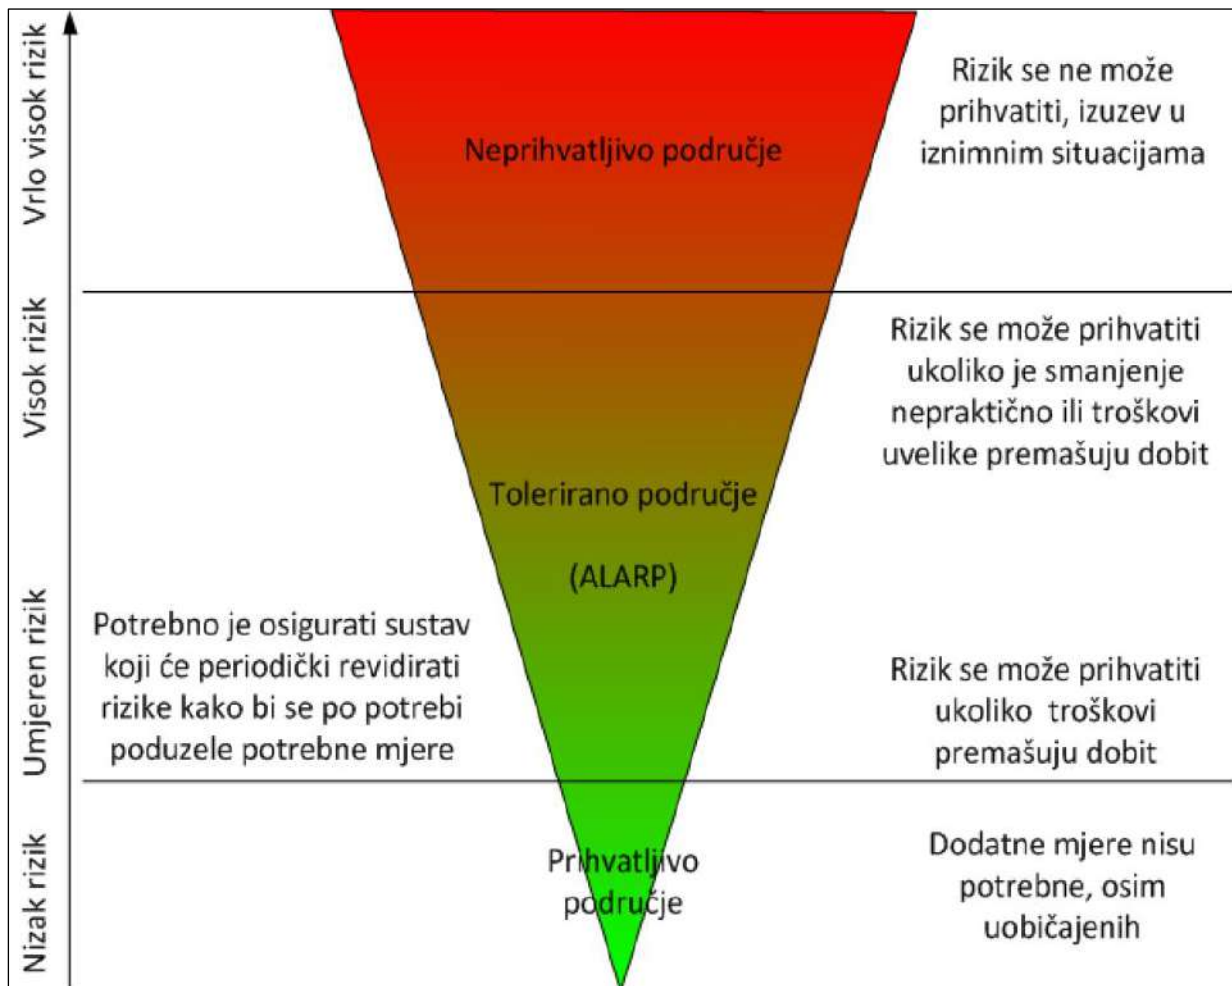 Vrlo visok rizik
Neprihvatljivo područje
Rizik se ne može
prihvatiti, izuzev u
iznimnim situacijama
Visok rizik
Rizik se može prihvatiti
ukoliko je smanjenje
nepraktično ili troškovi
uvelike premašuju dobit
Tolerirano područje
(ALARP)
Umjeren rizik
Potrebno je osigurati sustav
koji će periodički revidirati
rizike kako bi se po potrebi
poduzele potrebne mjere
Rizik se može prihvatiti
ukoliko troškovi
premašuju dobit
Nizak rizik
Prihvatljivo
područje
Dodatne mjere nisu
potrebne, osim
uobičajenih